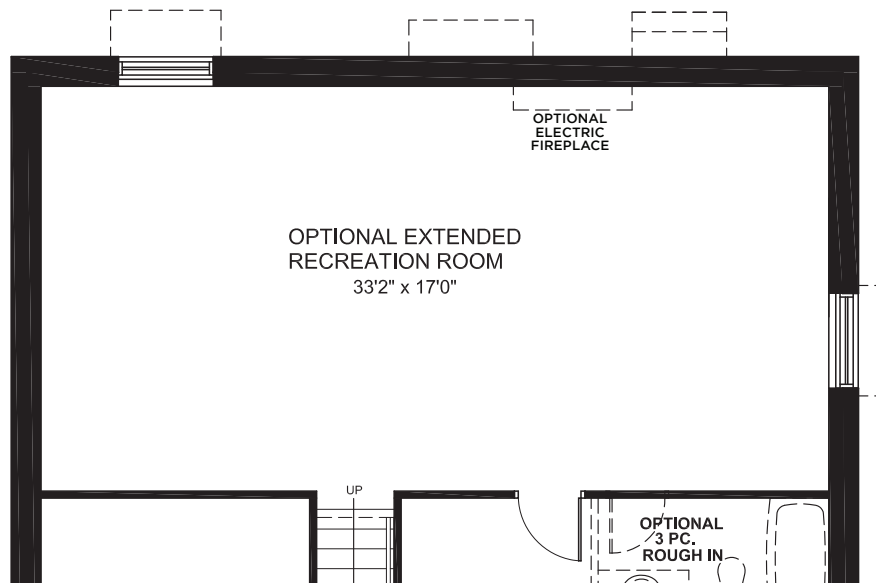 OPTIONAL
ELECTRIC
FIREPLACE
OPTIONAL EXTENDED
RECREATION ROOM
33'2" x 17'0"
UP
OPTIONAL
3 PC.
ROUGH IN